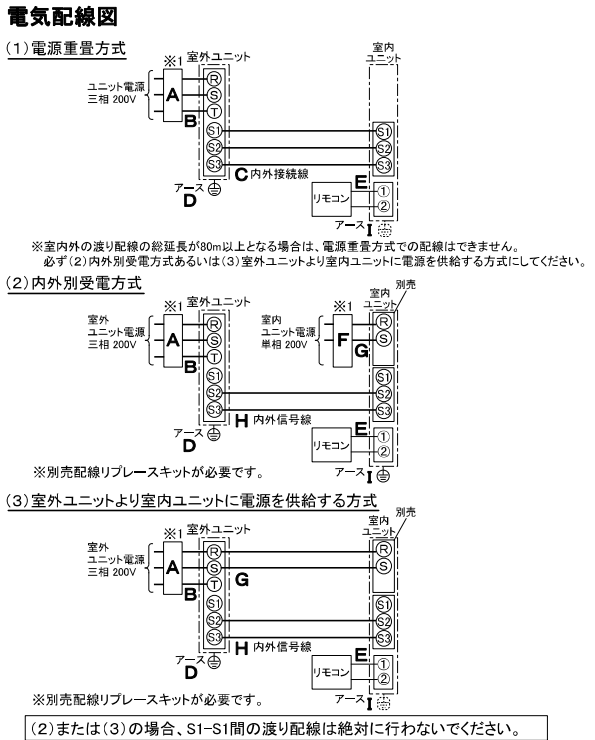 電気配線図
(1)電源重畳方式
※1 室外ユニット
室内
ユニット
ユニット電源
三相 200V
A
B
R
S
T
S1
S2
S3
S1
S2
S3
C 内外接続線
アース
D
リモコン
E
①
②
アース I
※室内外の渡り配線の総延長が80m以上となる場合は、電源重畳方式での配線はできません。
必ず(2)内外別受電方式あるいは(3)室外ユニットより室内ユニットに電源を供給する方式にしてください。
(2)内外別受電方式
※1 室外ユニット
室外
ユニット電源
三相 200V
A
B
R
S
T
S1
S2
S3
※1
室内
ユニット
別売
室内
ユニット電源
単相 200V
F
G
R
S
S1
S2
S3
H 内外信号線
アース
D
リモコン
E
①
②
アース I
※別売配線リプレースキットが必要です。
(3)室外ユニットより室内ユニットに電源を供給する方式
※1 室外ユニット
室内
ユニット
別売
室外
ユニット電源
三相 200V
A
B
R
S
T
S1
S2
S3
G
R
S
S1
S2
S3
H 内外信号線
アース
D
リモコン
E
①
②
アース I
※別売配線リプレースキットが必要です。
(2)または(3)の場合、S1-S1間の渡り配線は絶対に行わないでください。